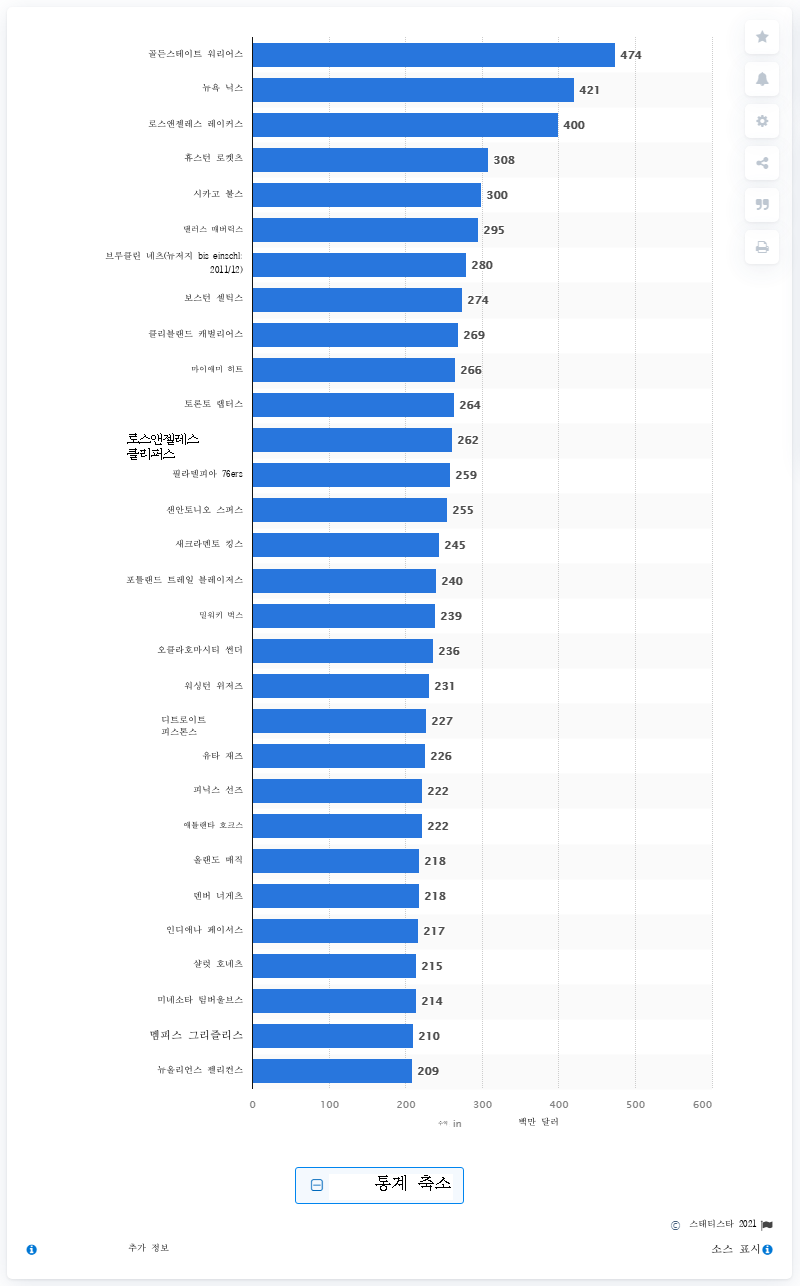 골든스테이트 워리어스 474
뉴욕 닉스 421
로스앤젤레스 레이커스 400
휴스턴 로켓츠 308
시카고 불스 300
댈러스 매버릭스 295
브루클린 네츠(뉴저지 bis einschl:
2011/12) 280
보스턴 셀틱스 274
클리블랜드 캐벌리어스 269
마이애미 히트 266
토론토 랩터스 264
로스앤젤레스
클리퍼스 262
필라델피아 76ers 259
샌안토니오 스퍼스 255
새크라멘토 킹스 245
포틀랜드 트레일 블레이저스 240
밀워키 벅스 239
오클라호마시티 썬더 236
워싱턴 위저즈 231
디트로이트
피스톤스 227
유타 재즈 226
피닉스 선즈 222
애틀랜타 호크스 222
올랜도 매직 218
덴버 너게츠 218
인디애나 페이서스 217
샬럿 호네츠 215
미네소타 팀버울브스 214
멤피스 그리즐리스 210
뉴올리언스 펠리컨스 209
0 100 200 300 400 500 600
수익 in 백만 달러
통계 축소
© 스태티스타 2021
추가 정보 소스 표시